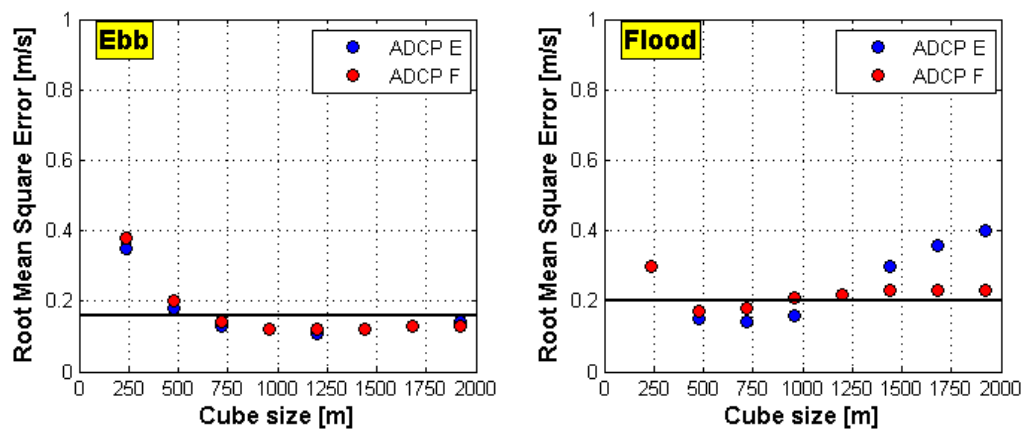 Ebb
ADCP E
ADCP F
Root Mean Square Error [m/s]
1
0.8
0.6
0.4
0.2
0
0 250 500 750 1000 1250 1500 1750 2000
Cube size [m]
Flood
ADCP E
ADCP F
Root Mean Square Error [m/s]
1
0.8
0.6
0.4
0.2
0
0 250 500 750 1000 1250 1500 1750 2000
Cube size [m]